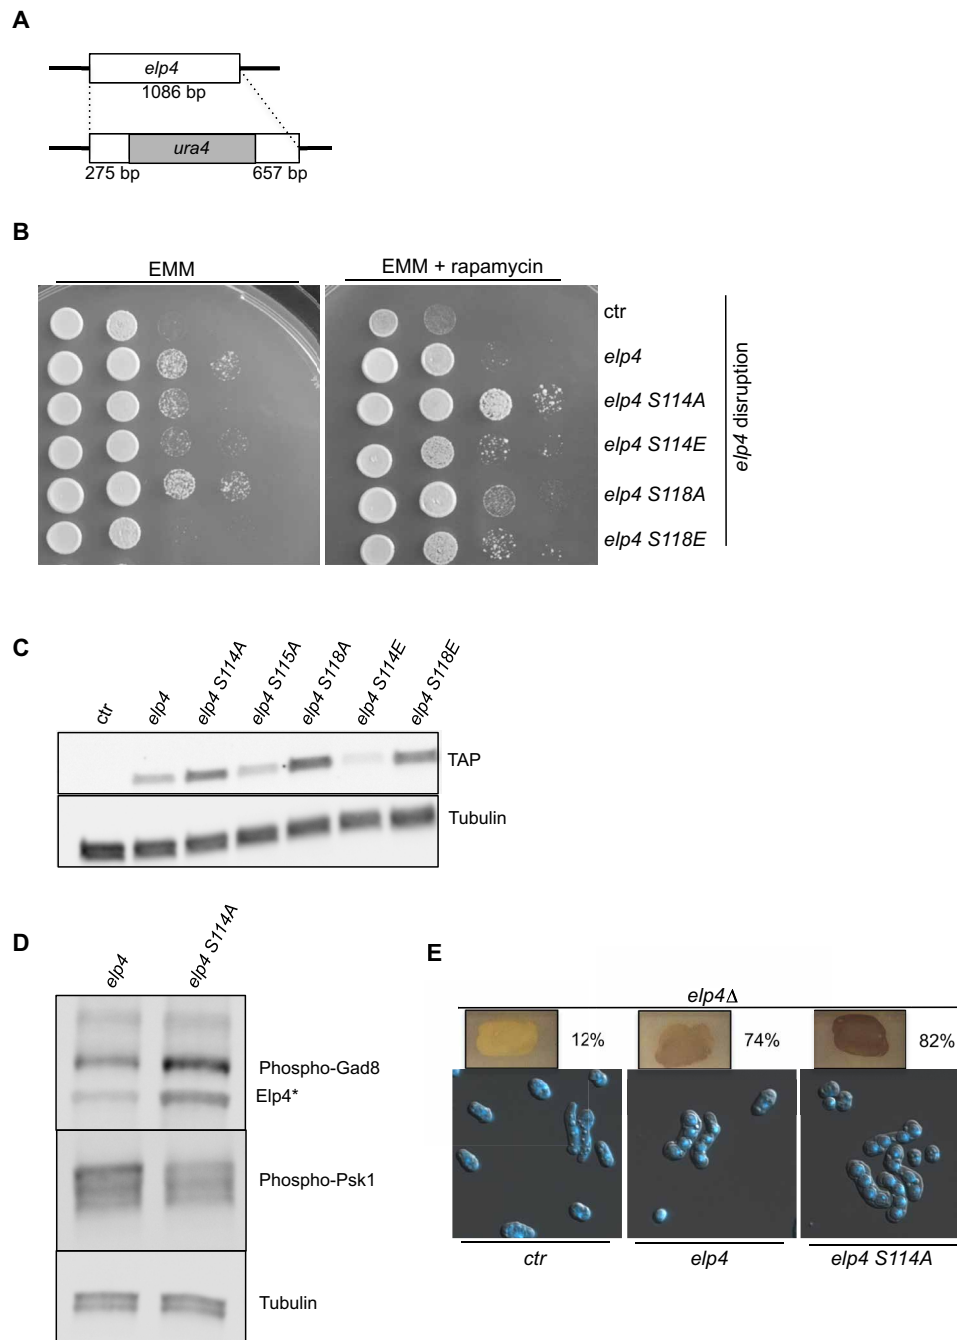 A
elp4
1086 bp
ura4
275 bp
657 bp
B
EMM
EMM + rapamycin
ctr
elp4
elp4 S114A
elp4 S114E
elp4 S118A
elp4 S118E
elp4 disruption
C
ctr
elp4
elp4 S114A
elp4 S115A
elp4 S118A
elp4 S114E
elp4 S118E
TAP
Tubulin
D
elp4
elp4 S114A
Phospho-Gad8
Elp4*
Phospho-Psk1
Tubulin
E
elp4Δ
12%
74%
82%
ctr
elp4
elp4 S114A